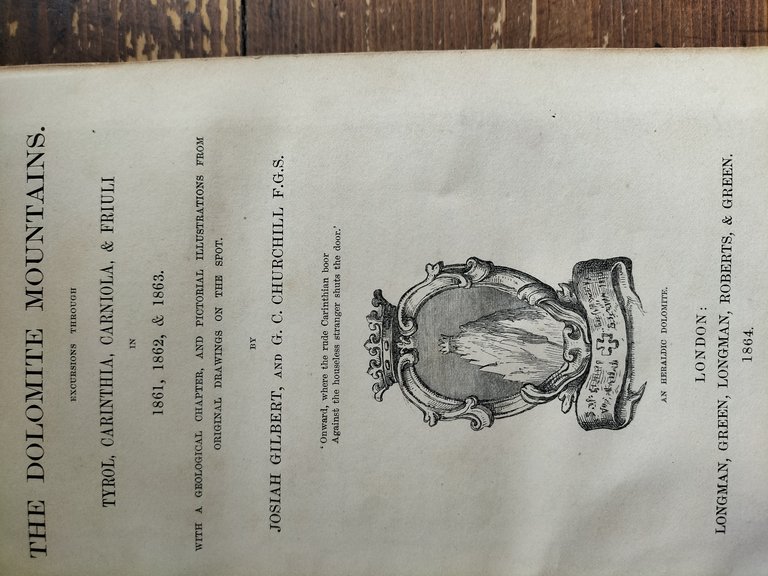 THE DOLOMITE MOUNTAINS.
EXCURSIONS THROUGH
TYROL, CARINTHIA, CARNIOLA, & FRIULI
IN
1861, 1862, & 1863.
WITH A GEOLOGICAL CHAPTER, AND PICTORIAL ILLUSTRATIONS FROM
ORIGINAL DRAWINGS ON THE SPOT.
BY
JOSIAH GILBERT, AND G. C. CHURCHILL F.G.S.
'Onward, where the rude Carinthian boor
Against the houseless stranger shuts the door.'
AN HERALDIC DOLOMITE.
LONDON:
LONGMAN, GREEN, LONGMAN, ROBERTS, & GREEN.
1864.